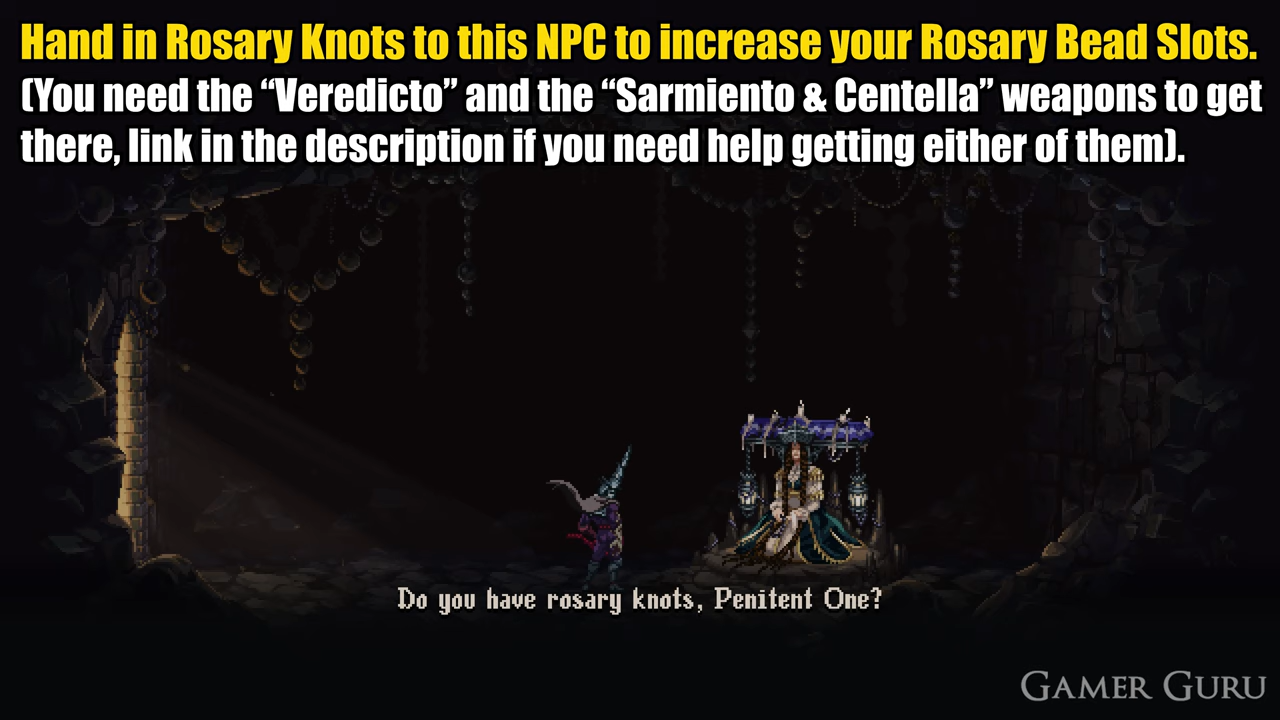 Hand in Rosary Knots to this NPC to increase your Rosary Bead Slots.
(You need the “Veredicto” and the “Sarmiento & Centella” weapons to get
there, link in the description if you need help getting either of them).
Do you have rosary knots, Penitent One?
GAMER GURU